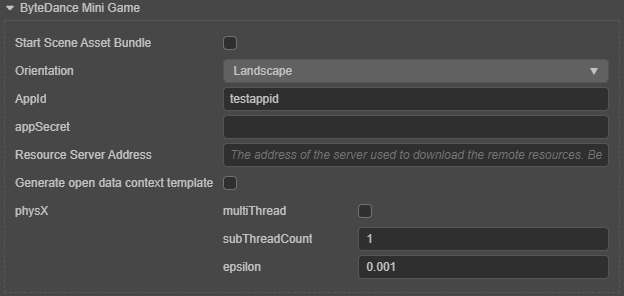 ByteDance Mini Game
Start Scene Asset Bundle
Orientation Landscape
AppId testappid
appSecret
Resource Server Address The address of the server used to download the remote resources. Be
Generate open data context template
physX multiThread
subThreadCount 1
epsilon 0.001